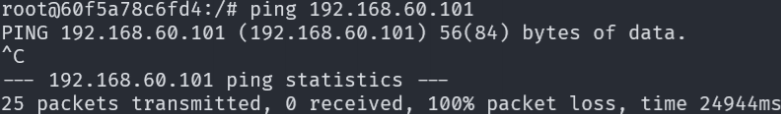 root@60f5a78c6fd4:/# ping 192.168.60.101
PING 192.168.60.101 (192.168.60.101) 56(84) bytes of data.
^C
--- 192.168.60.101 ping statistics ---
25 packets transmitted, 0 received, 100% packet loss, time 24944ms